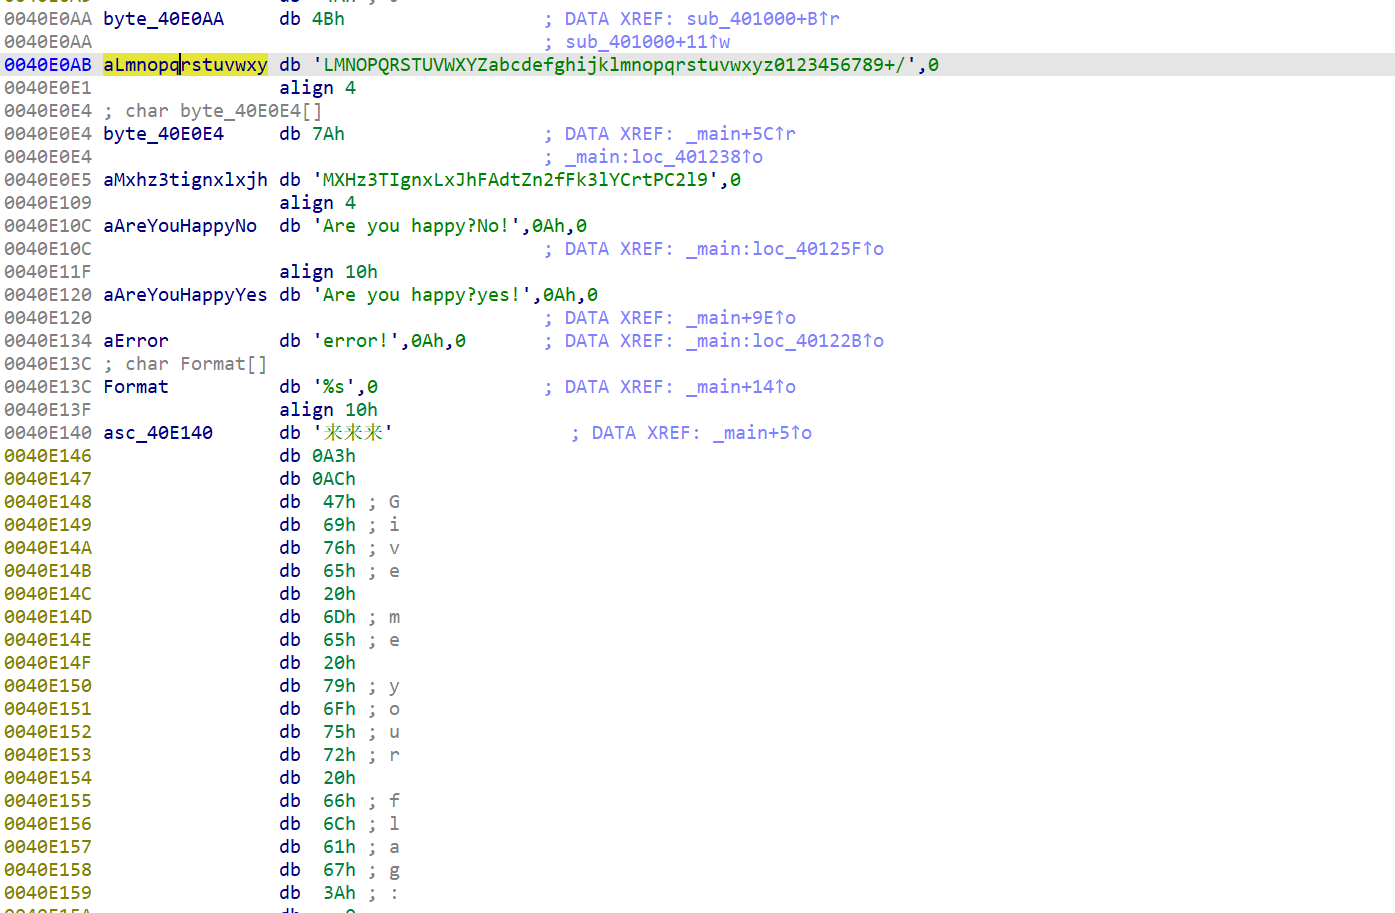 0040E0AA byte_40E0AA db 4Bh ; DATA XREF: sub_401000+B↑r
0040E0AA ; sub_401000+11↑w
0040E0AB aLmnopqrstuvwxy db 'LMNOPQRSTUVWXYZabcdefghijklmnopqrstuvwxyz0123456789+/',0
0040E0E1 align 4
0040E0E4 ; char byte_40E0E4[]
0040E0E4 byte_40E0E4 db 7Ah ; DATA XREF: _main+5C↑r
0040E0E4 ; _main:loc_401238↑o
0040E0E5 aMxhz3tignxlxjh db 'MXHz3TIgnxLxJhFAdtZn2fFk3lYCrtPC2l9',0
0040E109 align 4
0040E10C aAreYouHappyNo db 'Are you happy?No!',0Ah,0
0040E10C ; DATA XREF: _main:loc_40125F↑o
0040E11F align 10h
0040E120 aAreYouHappyYes db 'Are you happy?yes!',0Ah,0
0040E120 ; DATA XREF: _main+9E↑o
0040E134 aError db 'error!',0Ah,0 ; DATA XREF: _main:loc_40122B↑o
0040E13C ; char Format[]
0040E13C Format db '%s',0 ; DATA XREF: _main+14↑o
0040E13F align 10h
0040E140 asc_40E140 db '来来来' ; DATA XREF: _main+5↑o
0040E146 db 0A3h
0040E147 db 0ACh
0040E148 db 47h ; G
0040E149 db 69h ; i
0040E14A db 76h ; v
0040E14B db 65h ; e
0040E14C db 20h
0040E14D db 6Dh ; m
0040E14E db 65h ; e
0040E14F db 20h
0040E150 db 79h ; y
0040E151 db 6Fh ; o
0040E152 db 75h ; u
0040E153 db 72h ; r
0040E154 db 20h
0040E155 db 66h ; f
0040E156 db 6Ch ; l
0040E157 db 61h ; a
0040E158 db 67h ; g
0040E159 db 3Ah ; :